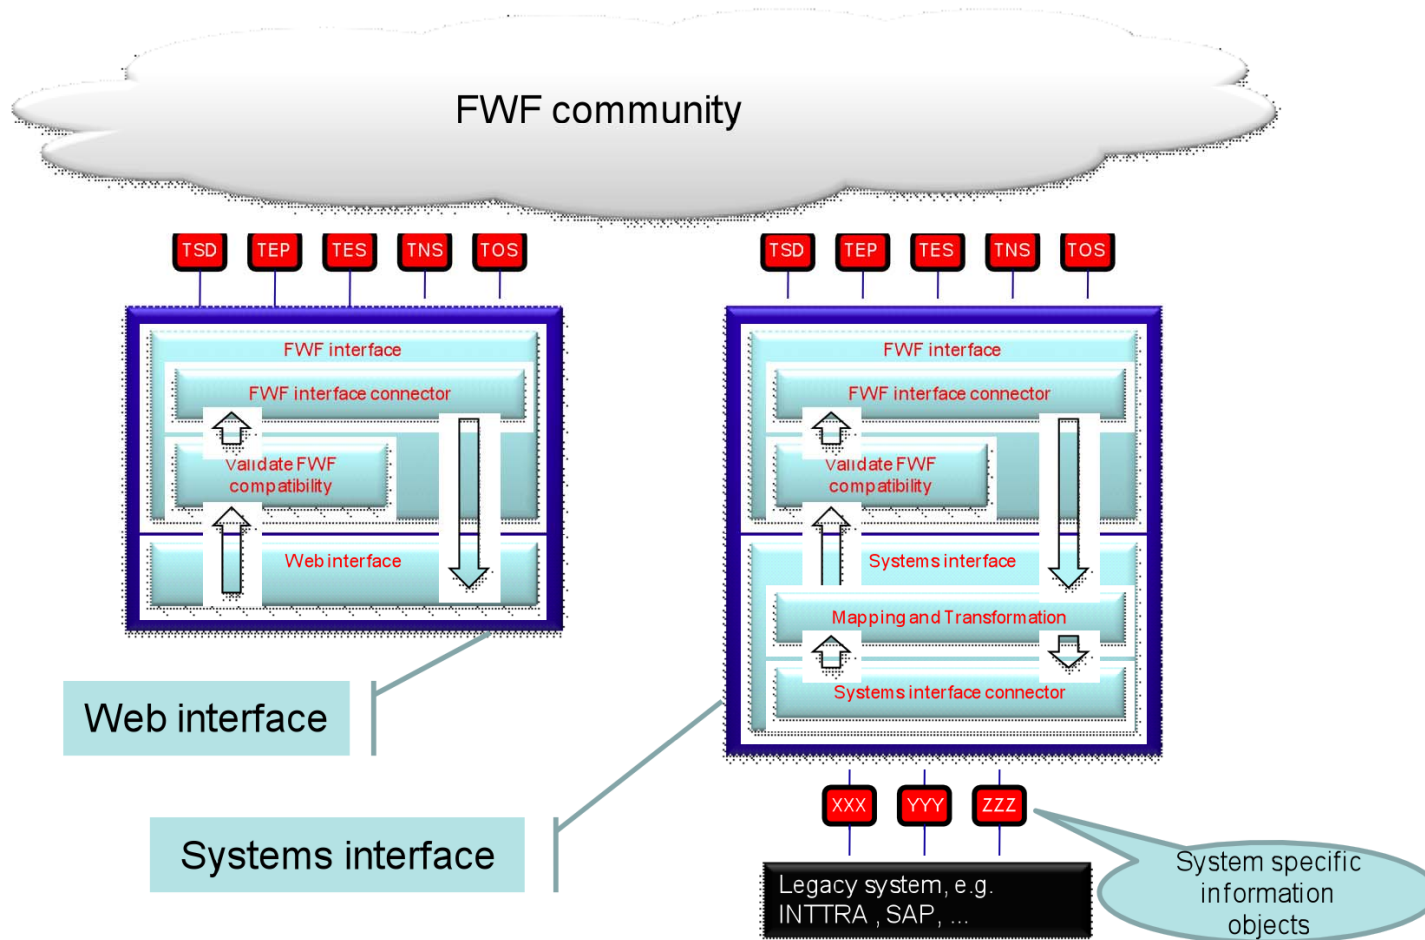 FWF community
TSD TEP TES TNS TOS
TSD TEP TES TNS TOS
FWF interface
FWF interface connector
Validate FWF
compatibility
Web interface
FWF interface
FWF interface connector
Validate FWF
compatibility
Systems interface
Mapping and Transformation
Systems interface connector
Web interface
Systems interface
XXX YYY ZZZ
Legacy system, e.g.
INTTRA , SAP, ...
System specific
information
objects